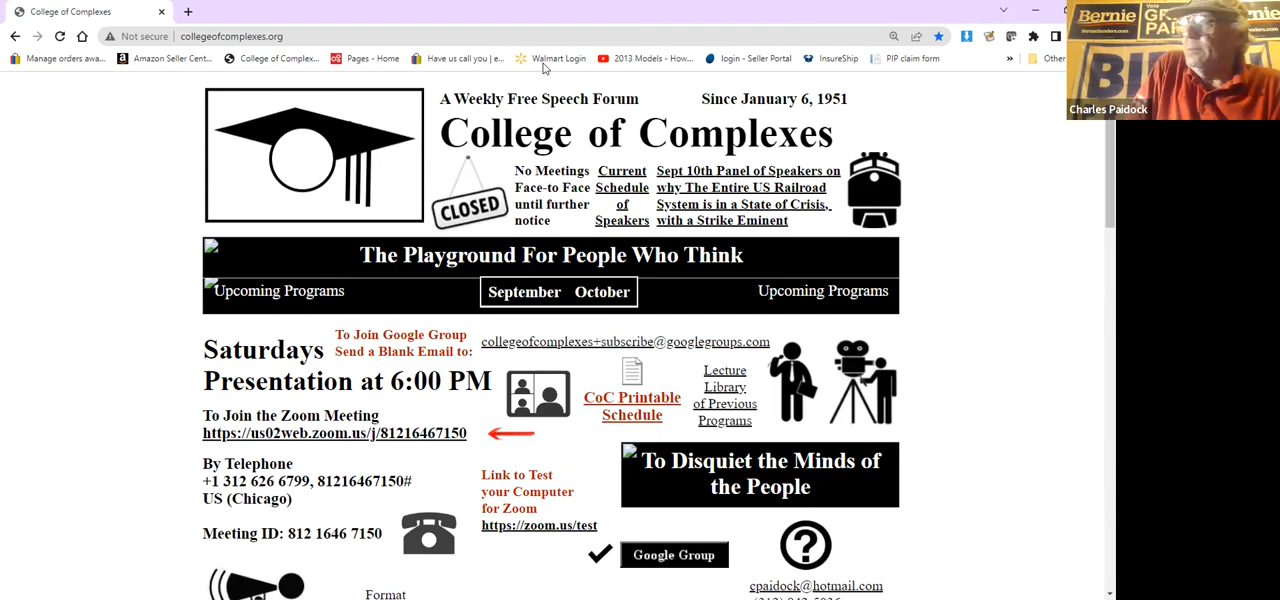 College of Complexes
Not secure
collegeofcomplexes.org
Manage orders awa...
Amazon Seller Cent...
College of Complex...
Pages - Home
Have us call you | e...
Walmart Login
2013 Models - How...
login - Seller Portal
InsureShip
PIP claim form
Other
Bernie
Berniesanders.com
Vote
Bernie
Berniesanders.com
Charles Paidock
A Weekly Free Speech Forum
Since January 6, 1951
College of Complexes
CLOSED
No Meetings
Face-to Face
until further
notice
Current
Schedule
of
Speakers
Sept 10th Panel of Speakers on
why The Entire US Railroad
System is in a State of Crisis,
with a Strike Eminent
The Playground For People Who Think
Upcoming Programs
September October
Upcoming Programs
Saturdays
Presentation at 6:00 PM
To Join Google Group
Send a Blank Email to:
collegeofcomplexes+subscribe@googlegroups.com
CoC Printable
Schedule
Lecture
Library
of Previous
Programs
To Join the Zoom Meeting
https://us02web.zoom.us/j/81216467150
By Telephone
+1 312 626 6799, 81216467150#
US (Chicago)
Meeting ID: 812 1646 7150
Link to Test
your Computer
for Zoom
https://zoom.us/test
To Disquiet the Minds of
the People
Google Group
cpaidock@hotmail.com
Format